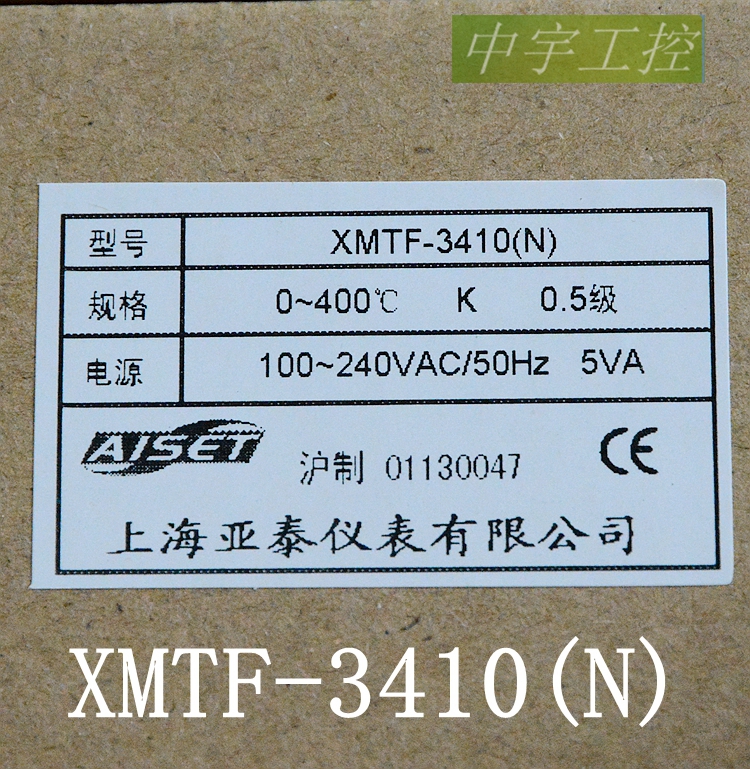 中宇工控
型号 XMTF-3410(N)
规格 0~400℃ K 0.5级
电源 100~240VAC/50Hz 5VA
AISET 沪制 01130047 CE
上海亚泰仪表有限公司
XMTF-3410(N)